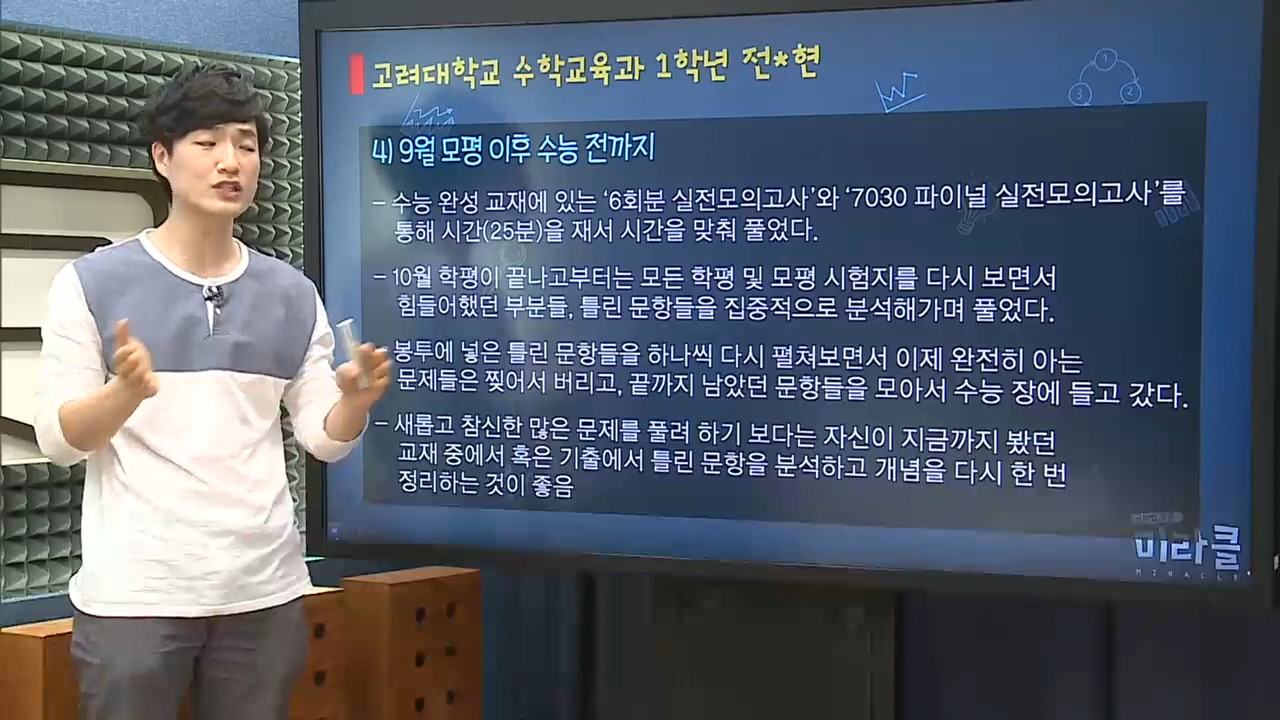 고려대학교 수학교육과 1학년 전*현
1
3 2
4) 9월 모평 이후 수능 전까지
- 수능 완성 교재에 있는 '6회분 실전모의고사'와 '7030 파이널 실전모의고사'를
통해 시간(25분)을 재서 시간을 맞춰 풀었다.
- 10월 학평이 끝나고부터는 모든 학평 및 모평 시험지를 다시 보면서
힘들어했던 부분들, 틀린 문항들을 집중적으로 분석해가며 풀었다.
- 봉투에 넣은 틀린 문항들을 하나씩 다시 펼쳐보면서 이제 완전히 아는
문제들은 찢어서 버리고, 끝까지 남았던 문항들을 모아서 수능 장에 들고 갔다.
- 새롭고 참신한 많은 문제를 풀려 하기 보다는 자신이 지금까지 봤던
교재 중에서 혹은 기출에서 틀린 문항을 분석하고 개념을 다시 한 번
정리하는 것이 좋음
미라클
MIRACLE